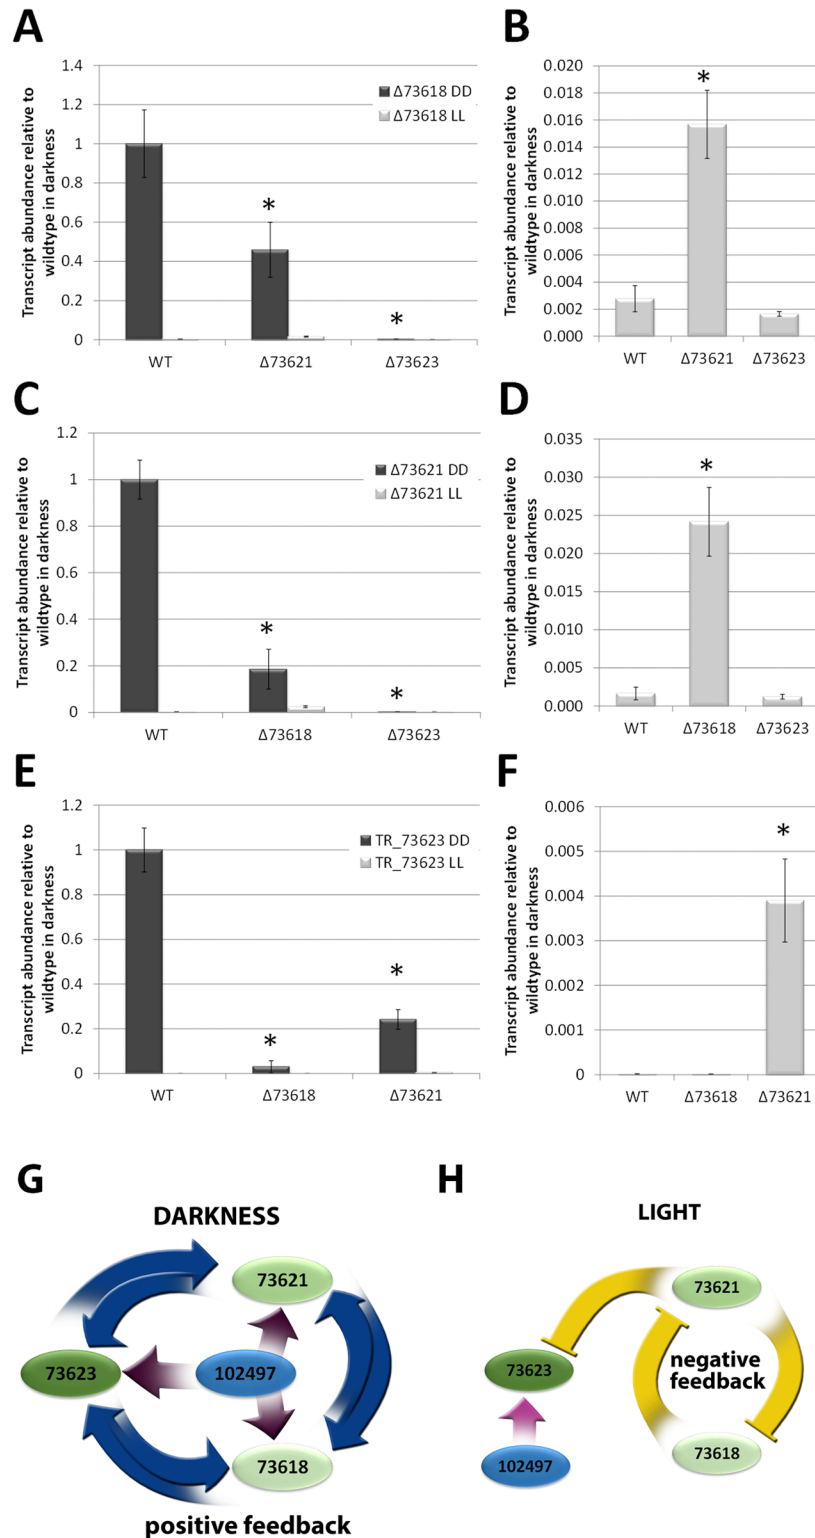 A
Transcript abundance relative to
wildtype in darkness
1.4
1.2
1
0.8
0.6
0.4
0.2
0
Δ73618 DD
Δ73618 LL
*
*
WT
Δ73621
Δ73623
B
Transcript abundance relative to
wildtype in darkness
0.020
0.018
0.016
0.014
0.012
0.010
0.008
0.006
0.004
0.002
0.000
*
WT
Δ73621
Δ73623
C
Transcript abundance relative to
wildtype in darkness
1.2
1
0.8
0.6
0.4
0.2
0
Δ73621 DD
Δ73621 LL
*
*
WT
Δ73618
Δ73623
D
Transcript abundance relative to
wildtype in darkness
0.035
0.030
0.025
0.020
0.015
0.010
0.005
0.000
*
WT
Δ73618
Δ73623
E
Transcript abundance relative to
wildtype in darkness
1.2
1
0.8
0.6
0.4
0.2
0
TR_73623 DD
TR_73623 LL
*
*
WT
Δ73618
Δ73621
F
Transcript abundance relative to
wildtype in darkness
0.006
0.005
0.004
0.003
0.002
0.001
0
*
WT
Δ73618
Δ73621
G
DARKNESS
73621
73623
102497
73618
positive feedback
H
LIGHT
73621
73623
negative
feedback
102497
73618